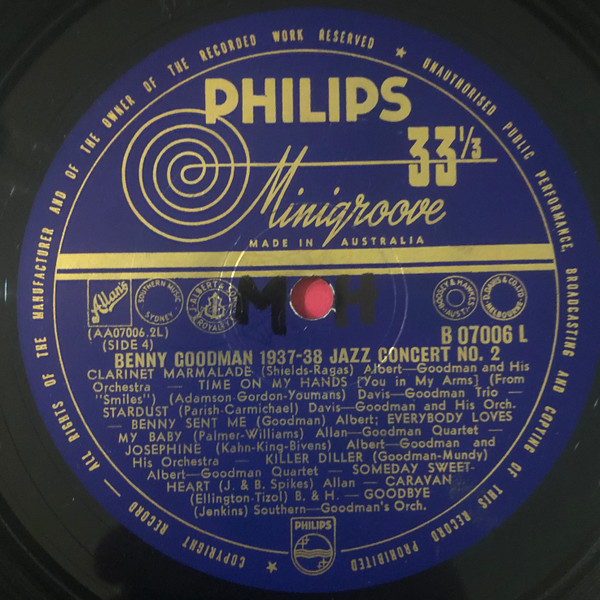 COPYRIGHT RECORD — ALL RIGHTS OF THE MANUFACTURER AND OF THE OWNER OF THE RECORDED WORK RESERVED ★ UNAUTHORISED PUBLIC PERFORMANCE, BROADCASTING AND COPYING OF THIS RECORD PROHIBITED ★
PHILIPS
33 1/3
Minigroove
MADE IN AUSTRALIA
Allan's
SOUTHERN MUSIC
SYDNEY
J. ALBERT & SON
ROYALTY
M H
BOOSEY & HAWKES
AUST.
D. DAVIS & CO. LTD.
MELBOURNE
(AA07006.2L)
(SIDE 4)
B 07006 L
BENNY GOODMAN 1937-38 JAZZ CONCERT NO. 2
CLARINET MARMALADE (Shields-Ragas) Albert—Goodman and His
Orchestra — TIME ON MY HANDS [You in My Arms] (From
"Smiles") (Adamson-Gordon-Youmans) Davis—Goodman Trio —
STARDUST (Parish-Carmichael) Davis—Goodman and His Orch.
— BENNY SENT ME (Goodman) Albert; EVERYBODY LOVES
MY BABY (Palmer-Williams) Allan—Goodman Quartet —
JOSEPHINE (Kahn-King-Bivens) Albert—Goodman and
His Orchestra — KILLER DILLER (Goodman-Mundy)
Albert—Goodman Quartet — SOMEDAY SWEET-
HEART (J. & B. Spikes) Allan — CARAVAN
(Ellington-Tizol) B. & H. — GOODBYE
(Jenkins) Southern—Goodman's Orch.
PHILIPS